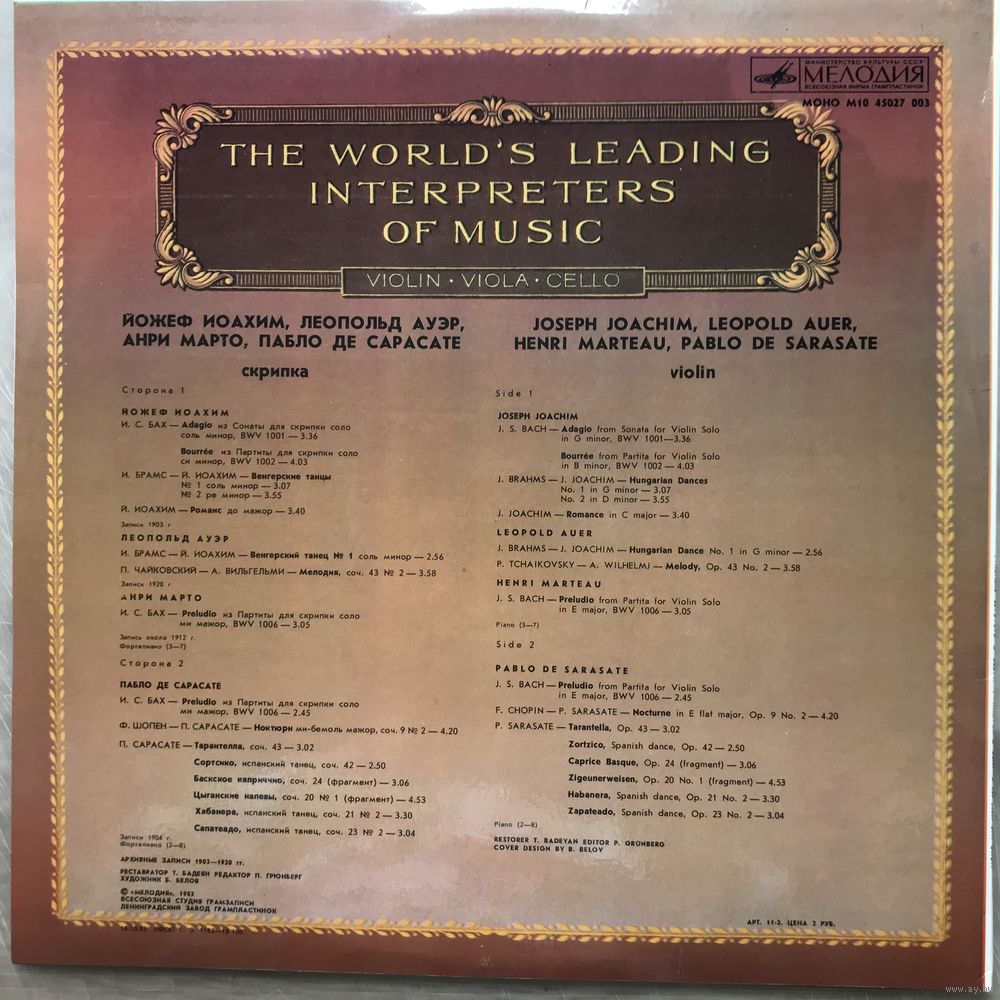 МИНИСТЕРСТВО КУЛЬТУРЫ СССР
МЕЛОДИЯ
ВСЕСОЮЗНАЯ ФИРМА ГРАМПЛАСТИНОК
МОНО М10 45027 003
THE WORLD'S LEADING
INTERPRETERS
OF MUSIC
VIOLIN · VIOLA · CELLO
ЙОЖЕФ ИОАХИМ, ЛЕОПОЛЬД АУЭР,
АНРИ МАРТО, ПАБЛО ДЕ САРАСАТЕ
скрипка
Сторона 1
ЙОЖЕФ ИОАХИМ
И. С. БАХ — Adagio из Сонаты для скрипки соло
соль минор, BWV 1001 — 3.36
Bourrée из Партиты для скрипки соло
си минор, BWV 1002 — 4.03
И. БРАМС — Й. ИОАХИМ — Венгерские танцы
№ 1 соль минор — 3.07
№ 2 ре минор — 3.55
Й. ИОАХИМ — Романс до мажор — 3.40
Записи 1903 г.
ЛЕОПОЛЬД АУЭР
И. БРАМС — Й. ИОАХИМ — Венгерский танец № 1 соль минор — 2.56
П. ЧАЙКОВСКИЙ — А. ВИЛЬГЕЛЬМИ — Мелодия, соч. 43 № 2 — 3.58
Записи 1920 г.
АНРИ МАРТО
И. С. БАХ — Preludio из Партиты для скрипки соло
ми мажор, BWV 1006 — 3.05
Запись около 1912 г.
Фортепиано (3—7)
Сторона 2
ПАБЛО ДЕ САРАСАТЕ
И. С. БАХ — Preludio из Партиты для скрипки соло
ми мажор, BWV 1006 — 2.45
Ф. ШОПЕН — П. САРАСАТЕ — Ноктюрн ми-бемоль мажор, соч. 9 № 2 — 4.20
П. САРАСАТЕ — Тарантелла, соч. 43 — 3.02
Сортсико, испанский танец, соч. 42 — 2.50
Баскское каприччио, соч. 24 (фрагмент) — 3.06
Цыганские напевы, соч. 20 № 1 (фрагмент) — 4.53
Хабанера, испанский танец, соч. 21 № 2 — 3.30
Сапатеадо, испанский танец, соч. 23 № 2 — 3.04
Записи 1904 г.
Фортепиано (2—8)
АРХИВНЫЕ ЗАПИСИ 1903—1920 гг.
РЕСТАВРАТОР Т. БАДЕЯН РЕДАКТОР П. ГРЮНБЕРГ
ХУДОЖНИК Б. БЕЛОВ
© «МЕЛОДИЯ», 1983
ВСЕСОЮЗНАЯ СТУДИЯ ГРАМЗАПИСИ
ЛЕНИНГРАДСКИЙ ЗАВОД ГРАМПЛАСТИНОК
JOSEPH JOACHIM, LEOPOLD AUER,
HENRI MARTEAU, PABLO DE SARASATE
violin
Side 1
JOSEPH JOACHIM
J. S. BACH — Adagio from Sonata for Violin Solo
in G minor, BWV 1001—3.36
Bourrée from Partita for Violin Solo
in B minor, BWV 1002 — 4.03
J. BRAHMS — J. JOACHIM — Hungarian Dances
No. 1 in G minor — 3.07
No. 2 in D minor — 3.55
J. JOACHIM — Romance in C major — 3.40
LEOPOLD AUER
J. BRAHMS — J. JOACHIM — Hungarian Dance No. 1 in G minor — 2.56
P. TCHAIKOVSKY — A. WILHELMJ — Melody, Op. 43 No. 2 — 3.58
HENRI MARTEAU
J. S. BACH — Preludio from Partita for Violin Solo
in E major, BWV 1006 — 3.05
Piano (3—7)
Side 2
PABLO DE SARASATE
J. S. BACH — Preludio from Partita for Violin Solo
in E major, BWV 1006 — 2.45
F. CHOPIN — P. SARASATE — Nocturne in E flat major, Op. 9 No. 2 — 4.20
P. SARASATE — Tarantella, Op. 43 — 3.02
Zortzico, Spanish dance, Op. 42 — 2.50
Caprice Basque, Op. 24 (fragment) — 3.06
Zigeunerweisen, Op. 20 No. 1 (fragment) — 4.53
Habanera, Spanish dance, Op. 21 No. 2 — 3.30
Zapateado, Spanish dance, Op. 23 No. 2 — 3.04
Piano (2—8)
RESTORER T. BADEYAN EDITOR P. GRÜNBERG
COVER DESIGN BY B. BELOV
АРТ. 11-2. ЦЕНА 2 РУБ.